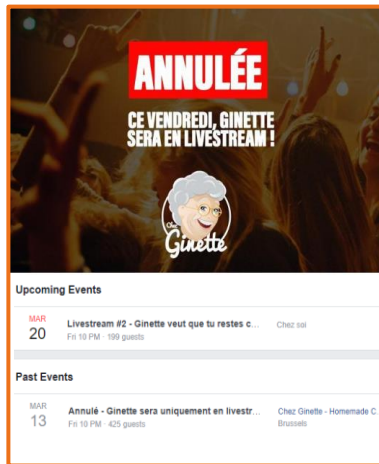 ANNULÉE
CE VENDREDI, GINETTE
SERA EN LIVESTREAM !
Chez
Ginette
Upcoming Events
MAR
20
Livestream #2 - Ginette veut que tu restes c...
Fri 10 PM · 199 guests
Chez soi
Past Events
MAR
13
Annulé - Ginette sera uniquement en livestr...
Fri 10 PM · 425 guests
Chez Ginette - Homemade C...
Brussels